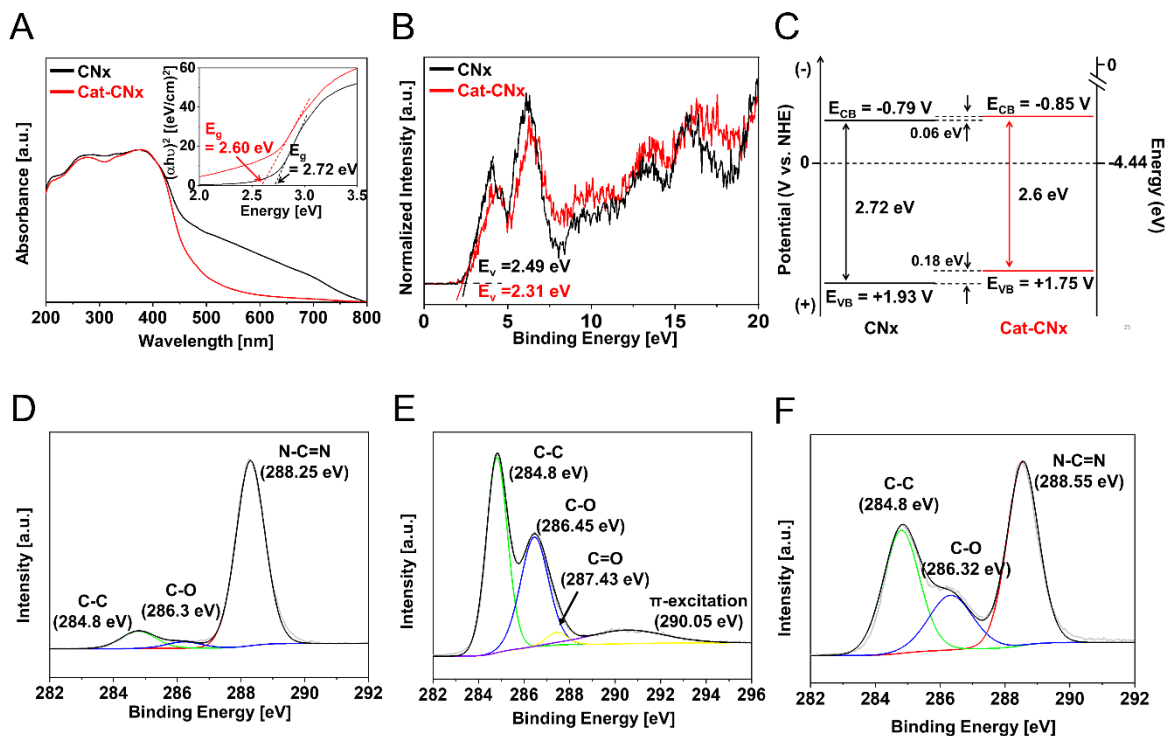 A
CNx
Cat-CNx
Absorbance [a.u.]
200 300 400 500 600 700 800
Wavelength [nm]
(αhυ)² [(eV/cm)²]
60
40
20
0
E
g
= 2.60 eV
E
g
= 2.72 eV
2.0 2.5 3.0 3.5
Energy [eV]
B
CNx
Cat-CNx
Normalized Intensity [a.u.]
Ev =2.49 eV
Ev =2.31 eV
0 5 10 15 20
Binding Energy [eV]
C
(-)
0
ECB = -0.79 V
ECB = -0.85 V
0.06 eV
Potential (V vs. NHE)
0
-4.44
Energy (eV)
2.72 eV
2.6 eV
0.18 eV
EVB = +1.93 V
EVB = +1.75 V
(+)
CNx
Cat-CNx
25
D
N-C=N
(288.25 eV)
C-O
(286.3 eV)
C-C
(284.8 eV)
Intensity [a.u.]
282 284 286 288 290 292
Binding Energy [eV]
E
C-C
(284.8 eV)
C-O
(286.45 eV)
C=O
(287.43 eV)
π-excitation
(290.05 eV)
Intensity [a.u.]
282 284 286 288 290 292 294 296
Binding Energy [eV]
F
N-C=N
(288.55 eV)
C-C
(284.8 eV)
C-O
(286.32 eV)
Intensity [a.u.]
282 284 286 288 290 292
Binding Energy [eV]